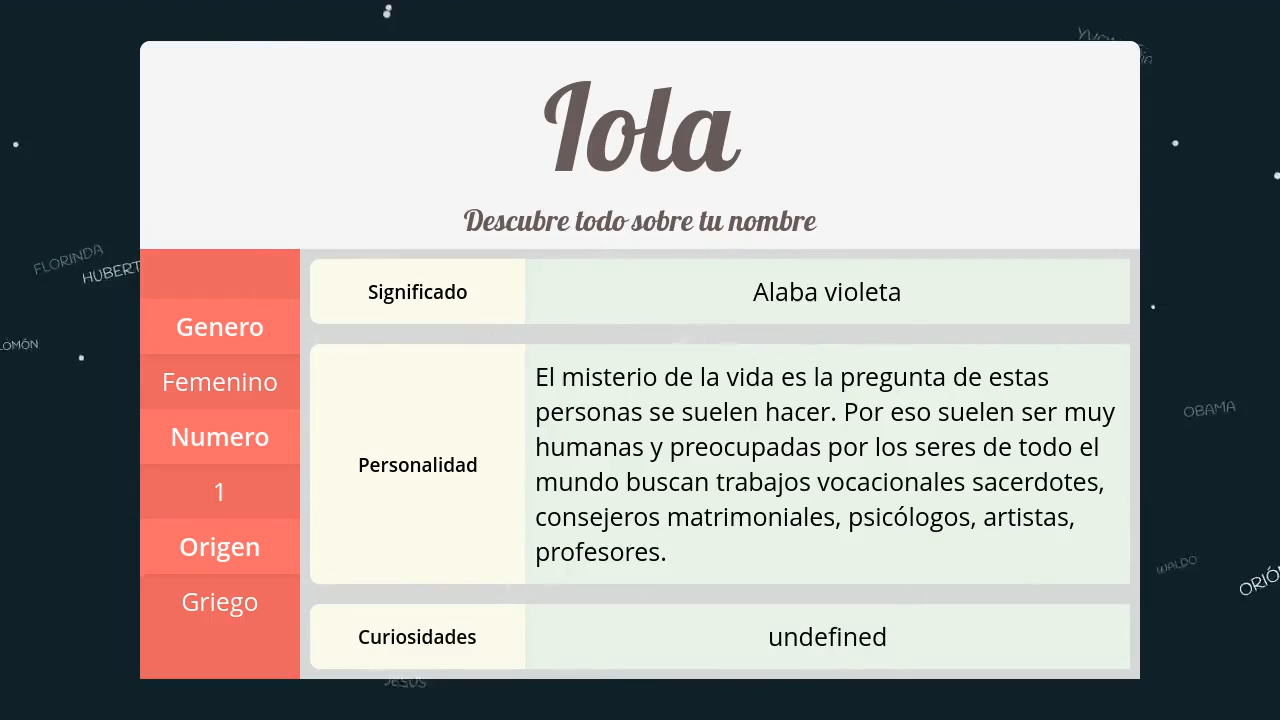 Iola
Descubre todo sobre tu nombre
Genero
Femenino
Numero
1
Origen
Griego
Significado
Alaba violeta
Personalidad
El misterio de la vida es la pregunta de estas
personas se suelen hacer. Por eso suelen ser muy
humanas y preocupadas por los seres de todo el
mundo buscan trabajos vocacionales sacerdotes,
consejeros matrimoniales, psicólogos, artistas,
profesores.
Curiosidades
undefined
FLORINDA
HUBERT
OBAMA
WALDO
JESÚS